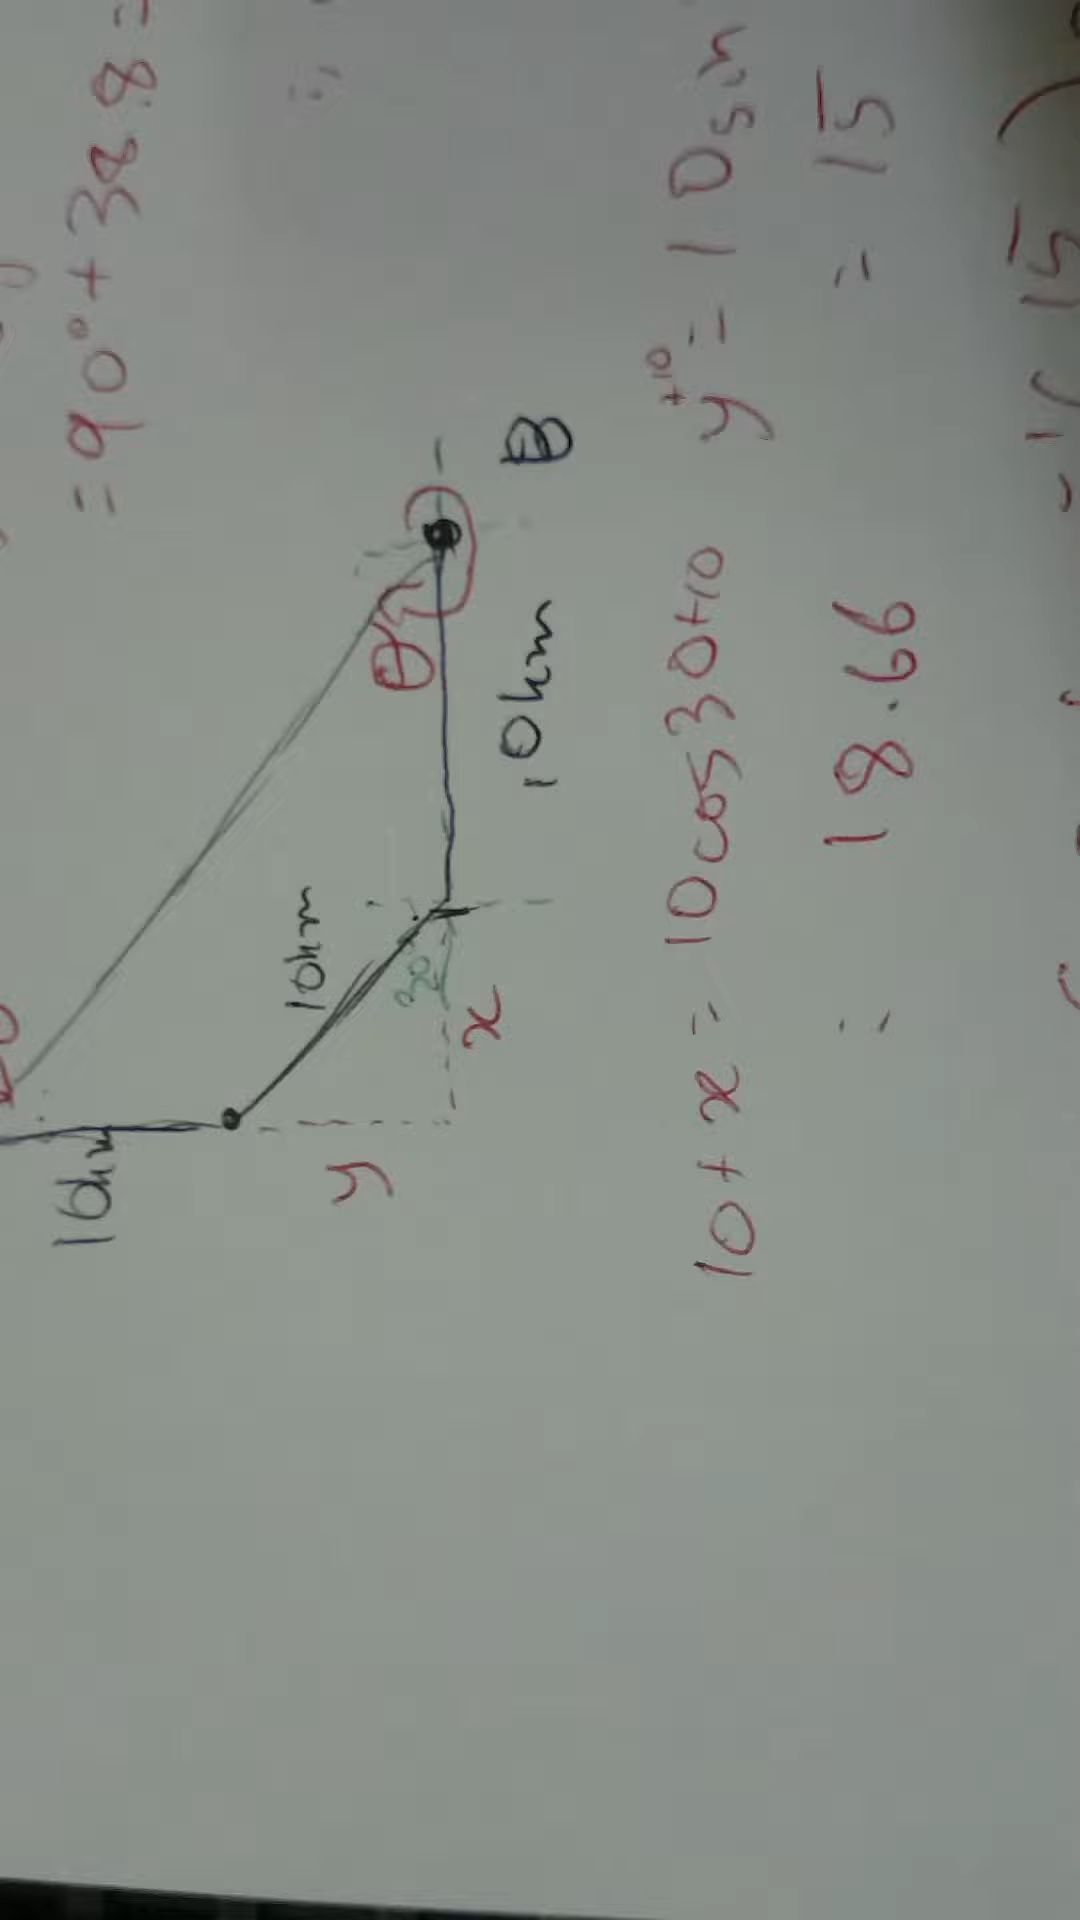 = 90° + 38.8 =
10km
10km
30
θ
B
10km
y
x
10 + x = 10cos30+10
y+10 = 10sin
= 18.66
= 15